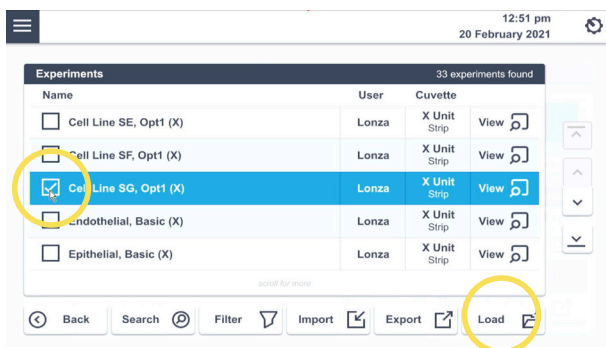 12:51 pm
20 February 2021
Experiments 33 experiments found
Name User Cuvette
Cell Line SE, Opt1 (X) Lonza X Unit Strip View
Cell Line SF, Opt1 (X) Lonza X Unit Strip View
Cell Line SG, Opt1 (X) Lonza X Unit Strip View
Endothelial, Basic (X) Lonza X Unit Strip View
Epithelial, Basic (X) Lonza X Unit Strip View
scroll for more
Back Search Filter Import Export Load